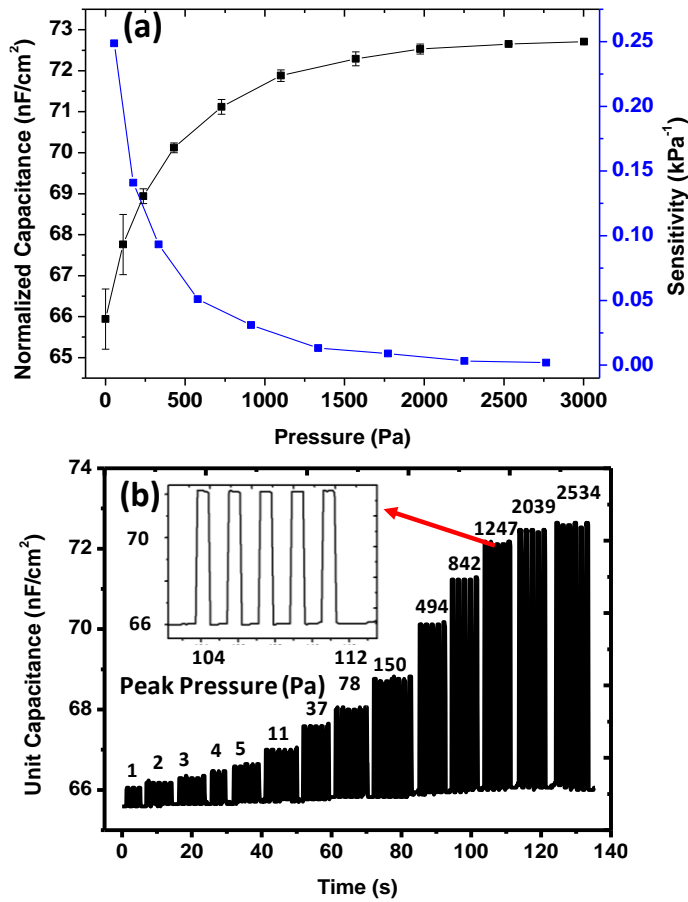 (a)
73
72
71
70
69
68
67
66
65
Normalized Capacitance (nF/cm²)
0.25
0.20
0.15
0.10
0.05
0.00
Sensitivity (kPa⁻¹)
0 500 1000 1500 2000 2500 3000
Pressure (Pa)
(b)
74
72
70
68
66
Unit Capacitance (nF/cm²)
70
66
104 112
Peak Pressure (Pa)
1 2 3 4 5 11 37 78 150 494 842 1247 2039 2534
0 20 40 60 80 100 120 140
Time (s)